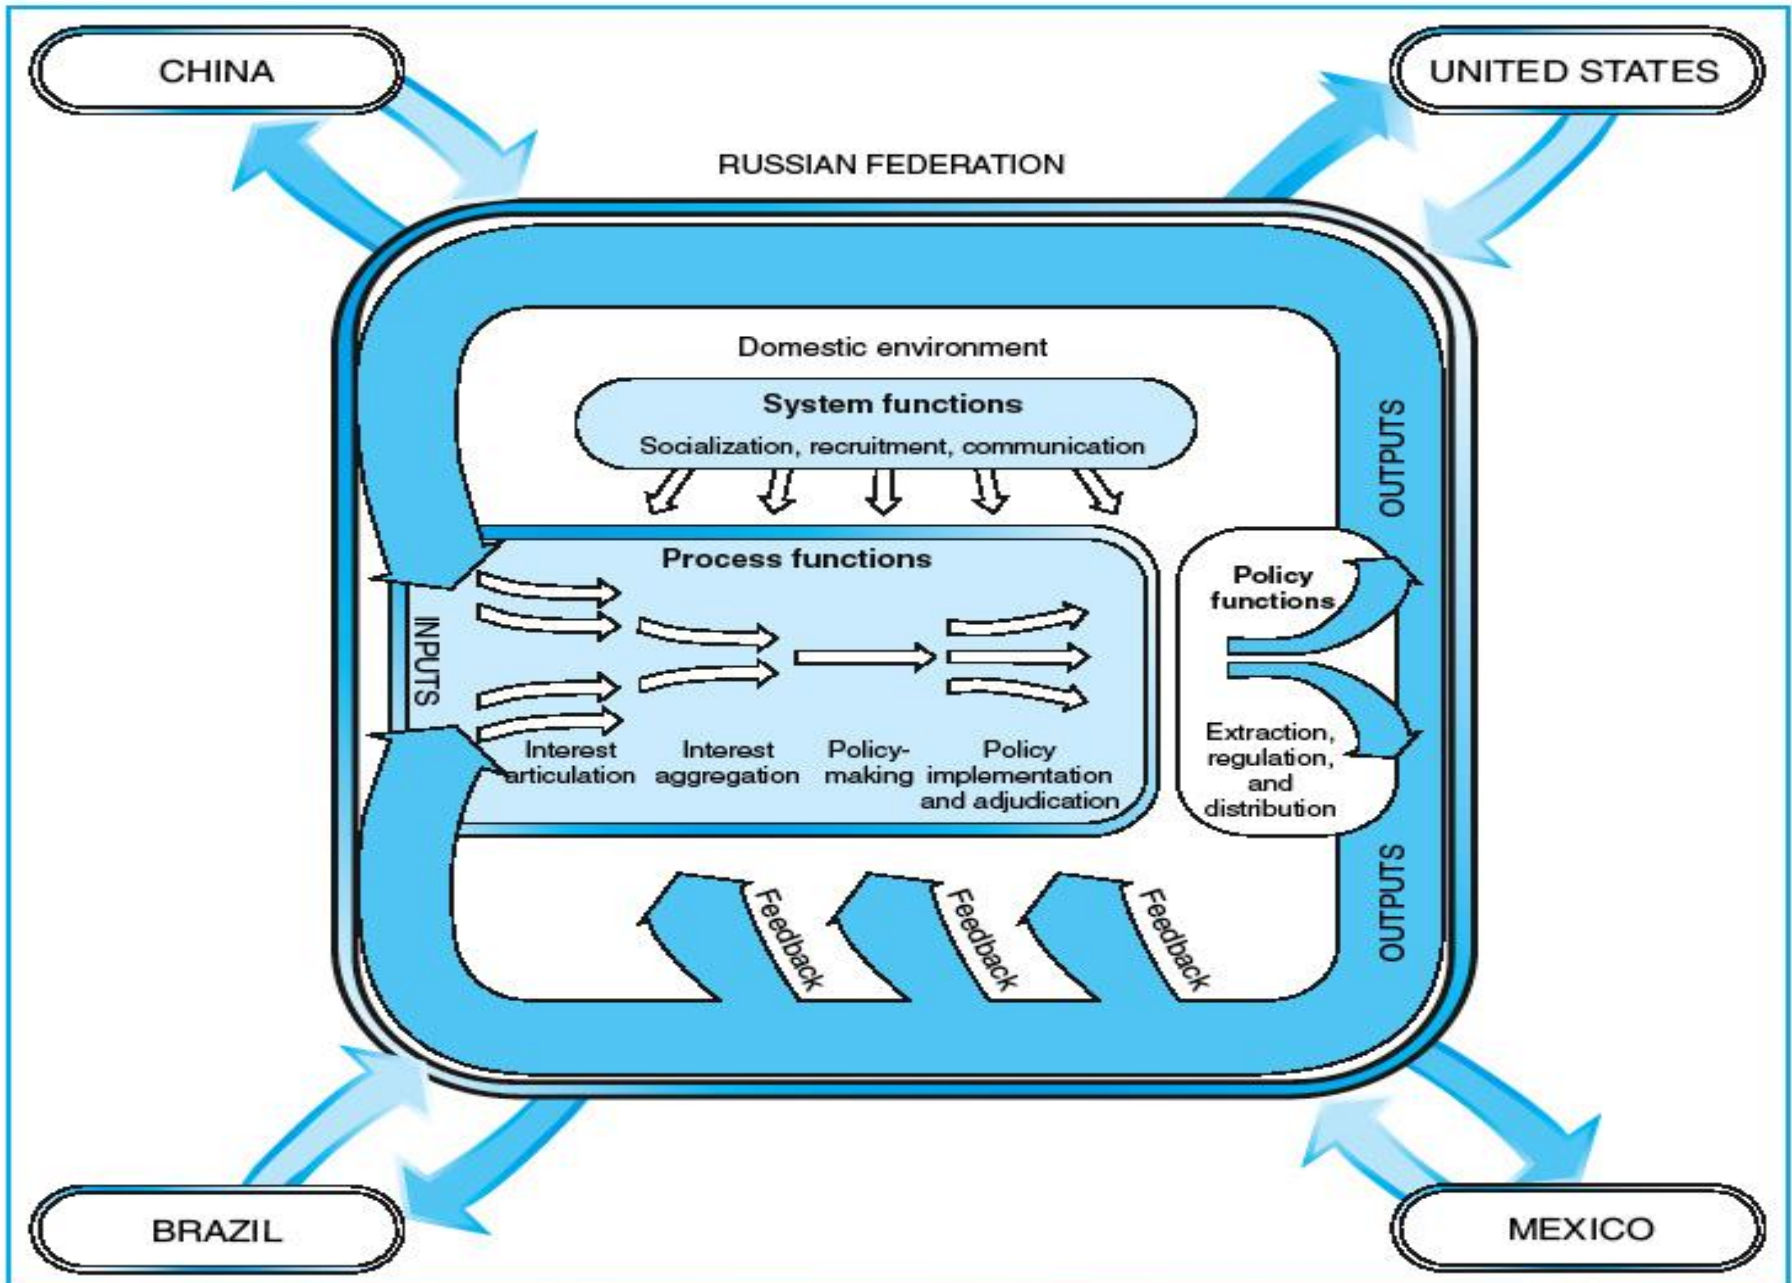 CHINA
UNITED STATES
RUSSIAN FEDERATION
Domestic environment
System functions
Socialization, recruitment, communication
OUTPUTS
Process functions
INPUTS
Interest
articulation
Interest
aggregation
Policy-
making
Policy
implementation
and adjudication
Policy
functions
Extraction,
regulation,
and
distribution
OUTPUTS
Feedback
Feedback
Feedback
BRAZIL
MEXICO